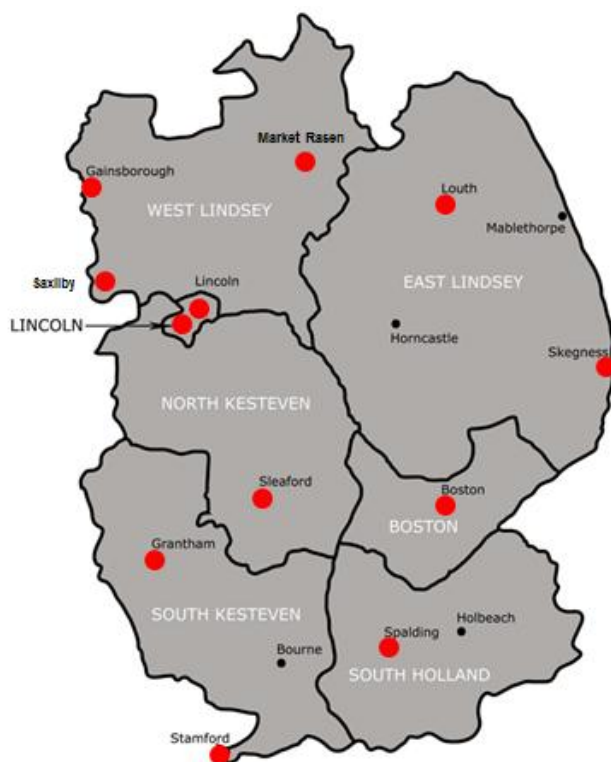 Market Rasen
Gainsborough
Louth
WEST LINDSEY
Mablethorpe
Saxilby
Lincoln
EAST LINDSEY
LINCOLN
Horncastle
Skegness
NORTH KESTEVEN
Sleaford
Boston
BOSTON
Grantham
SOUTH KESTEVEN
Holbeach
Spalding
Bourne
SOUTH HOLLAND
Stamford